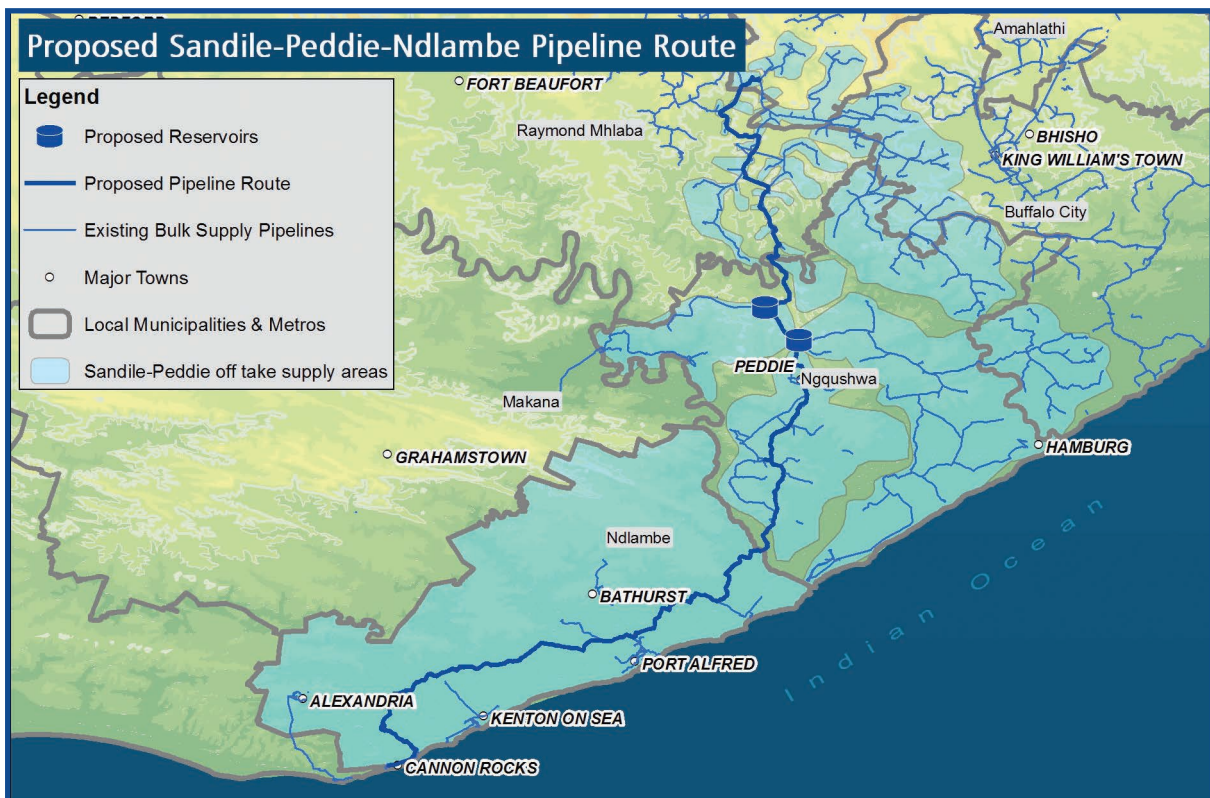 Proposed Sandile-Peddie-Ndlambe Pipeline Route
Legend
Proposed Reservoirs
Proposed Pipeline Route
Existing Bulk Supply Pipelines
Major Towns
Local Municipalities & Metros
Sandile-Peddie off take supply areas
Amahlathi
FORT BEAUFORT
Raymond Mhlaba
BHISHO
KING WILLIAM'S TOWN
Buffalo City
PEDDIE
Ngqushwa
Makana
HAMBURG
GRAHAMSTOWN
Ndlambe
BATHURST
PORT ALFRED
ALEXANDRIA
KENTON ON SEA
CANNON ROCKS
Indian Ocean